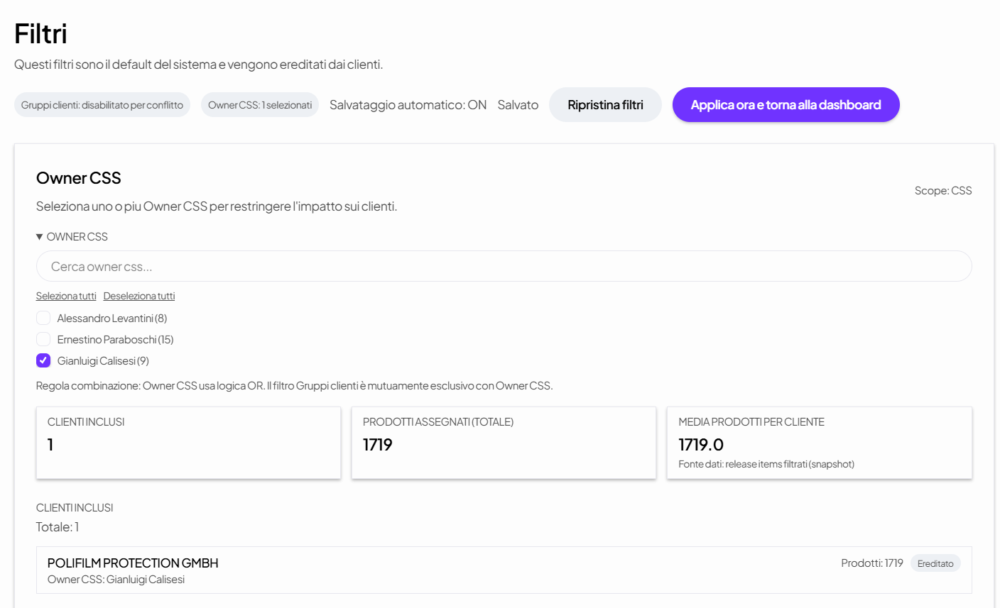 Filtri
Questi filtri sono il default del sistema e vengono ereditati dai clienti.
Gruppi clienti: disabilitato per conflitto Owner CSS: 1 selezionati Salvataggio automatico: ON Salvato Ripristina filtri Applica ora e torna alla dashboard
Owner CSS
Scope: CSS
Seleziona uno o piu Owner CSS per restringere l'impatto sui clienti.
▼ OWNER CSS
Cerca owner css...
Seleziona tutti Deseleziona tutti
Alessandro Levantini (8)
Ernestino Paraboschi (15)
Gianluigi Calisesi (9)
Regola combinazione: Owner CSS usa logica OR. Il filtro Gruppi clienti è mutuamente esclusivo con Owner CSS.
CLIENTI INCLUSI
1
PRODOTTI ASSEGNATI (TOTALE)
1719
MEDIA PRODOTTI PER CLIENTE
1719.0
Fonte dati: release items filtrati (snapshot)
CLIENTI INCLUSI
Totale: 1
POLIFILM PROTECTION GMBH
Owner CSS: Gianluigi Calisesi
Prodotti: 1719 Ereditato